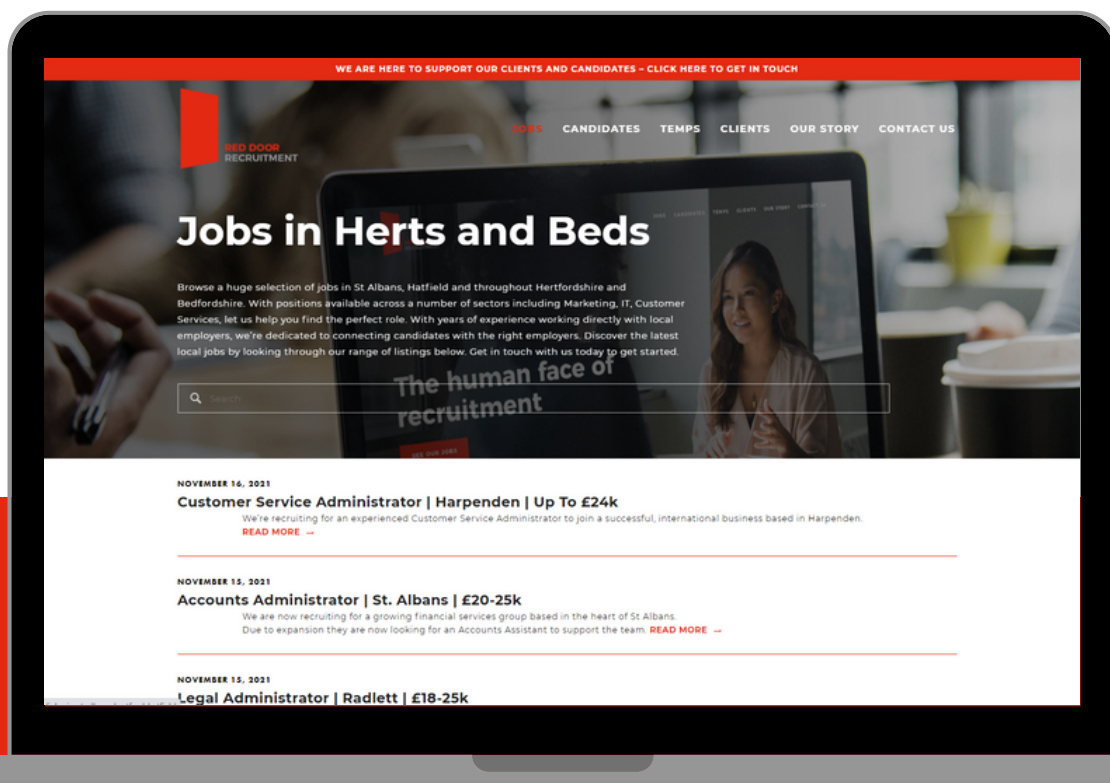 WE ARE HERE TO SUPPORT OUR CLIENTS AND CANDIDATES – CLICK HERE TO GET IN TOUCH
JOBS CANDIDATES TEMPS CLIENTS OUR STORY CONTACT US
RED DOOR
RECRUITMENT
Jobs in Herts and Beds
Browse a huge selection of jobs in St Albans, Hatfield and throughout Hertfordshire and
Bedfordshire. With positions available across a number of sectors including Marketing, IT, Customer
Services, let us help you find the perfect role. With years of experience working directly with local
employers, we're dedicated to connecting candidates with the right employers. Discover the latest
local jobs by looking through our range of listings below. Get in touch with us today to get started.
The human face of
recruitment
SEE OUR JOBS
Search
NOVEMBER 16, 2021
Customer Service Administrator | Harpenden | Up To £24k
We're recruiting for an experienced Customer Service Administrator to join a successful, international business based in Harpenden.
READ MORE →
NOVEMBER 15, 2021
Accounts Administrator | St. Albans | £20-25k
We are now recruiting for a growing financial services group based in the heart of St Albans.
Due to expansion they are now looking for an Accounts Assistant to support the team. READ MORE →
NOVEMBER 15, 2021
Legal Administrator | Radlett | £18-25k